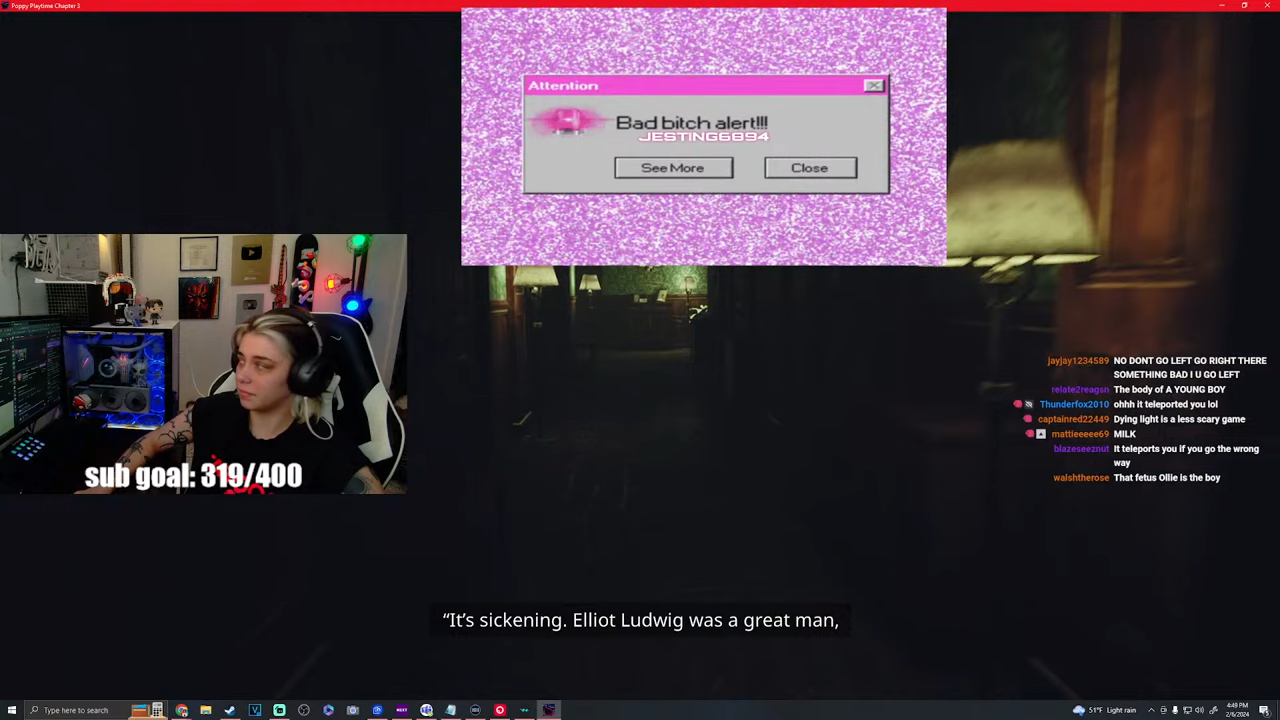 Poppy Playtime Chapter 3
Attention
Bad bitch alert!!!
JESTING6894
See More
Close
jayjay1234589 NO DONT GO LEFT GO RIGHT THERE
SOMETHING BAD I U GO LEFT
relate2reagsn The body of A YOUNG BOY
Thunderfox2010 ohhh it teleported you lol
captainred22449 Dying light is a less scary game
mattieeeee69 MILK
blazeseeznut It teleports you if you go the wrong
way
walshtherose That fetus Ollie is the boy
sub goal: 319/400
“It’s sickening. Elliot Ludwig was a great man,
Type here to search
NEXT
51°F Light rain
4:49 PM
2/6/2024